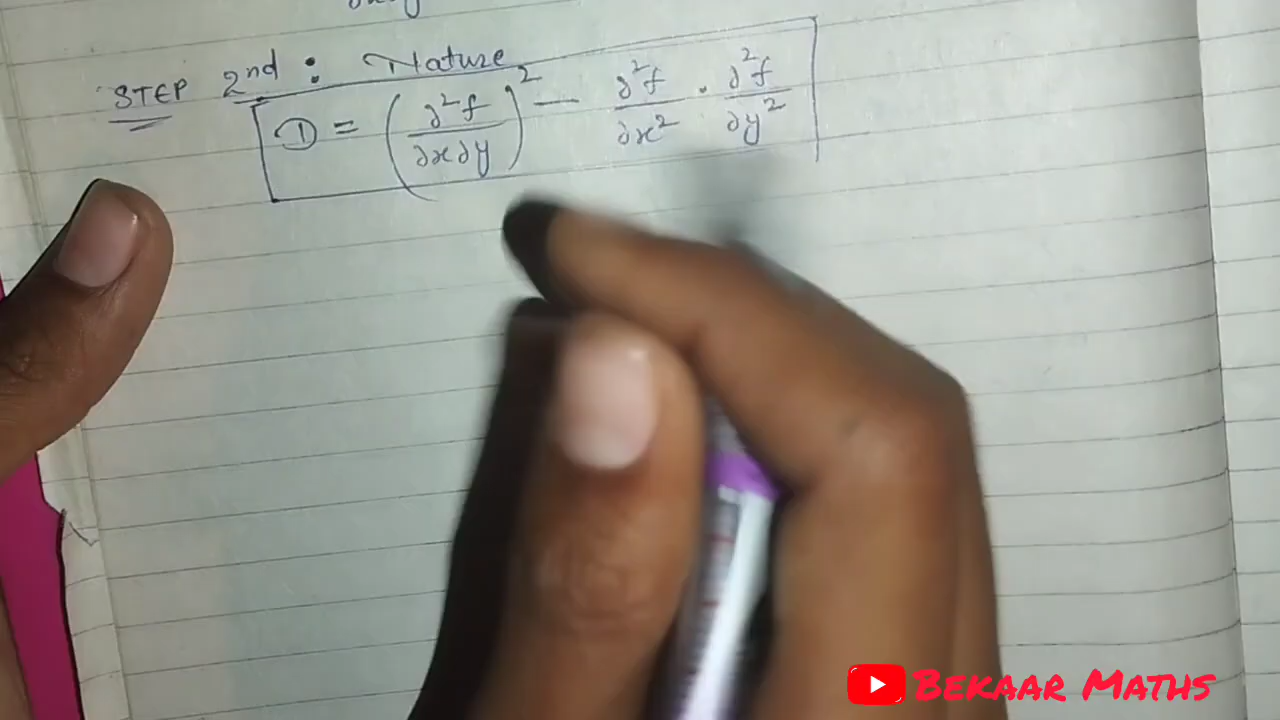 STEP 2nd : Nature
D = (∂²f/∂x∂y)² — ∂²f/∂x² · ∂²f/∂y²
BEKAAR MATHS